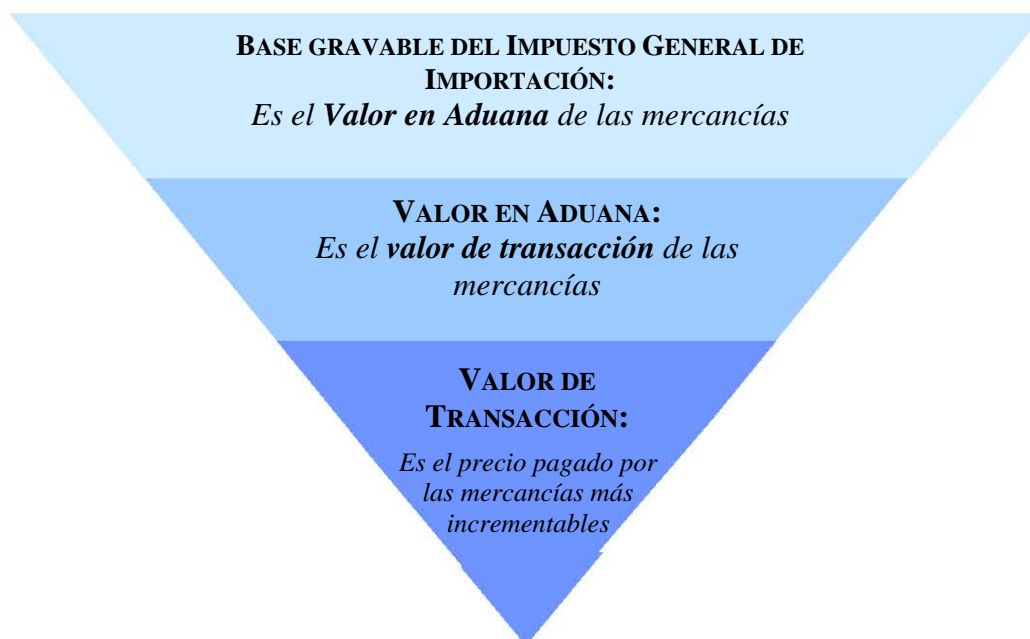 BASE GRAVABLE DEL IMPUESTO GENERAL DE
IMPORTACIÓN:
Es el Valor en Aduana de las mercancías
VALOR EN ADUANA:
Es el valor de transacción de las
mercancías
VALOR DE
TRANSACCIÓN:
Es el precio pagado por
las mercancías más
incrementables